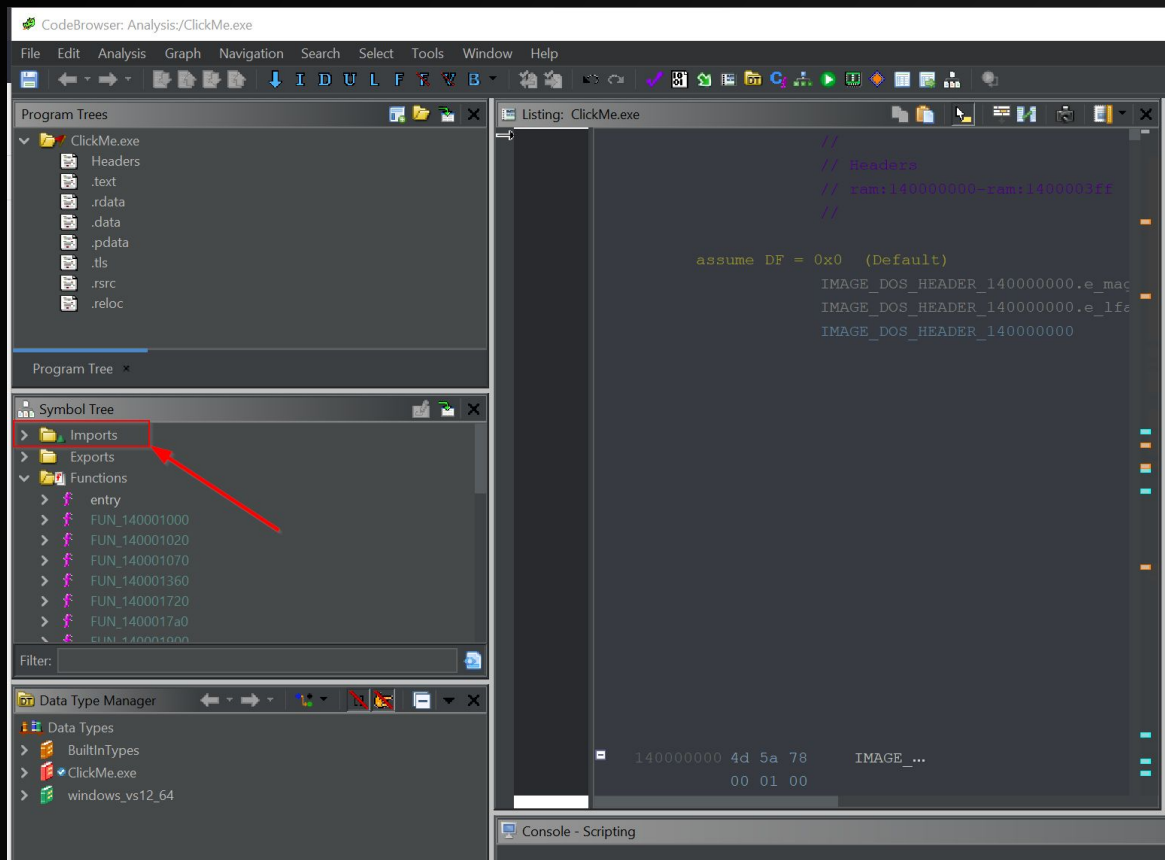 CodeBrowser: Analysis:/ClickMe.exe
File Edit Analysis Graph Navigation Search Select Tools Window Help
I D U L F V B
Program Trees
ClickMe.exe
Headers
.text
.rdata
.data
.pdata
.tls
.rsrc
.reloc
Program Tree
Symbol Tree
Imports
Exports
Functions
entry
FUN_140001000
FUN_140001020
FUN_140001070
FUN_140001360
FUN_140001720
FUN_1400017a0
FUN_140001900
Filter:
Data Type Manager
Data Types
BuiltInTypes
ClickMe.exe
windows_vs12_64
Listing: ClickMe.exe
//
// Headers
// ram:140000000-ram:1400003ff
//
assume DF = 0x0 (Default)
IMAGE_DOS_HEADER_140000000.e_mag
IMAGE_DOS_HEADER_140000000.e_lfa
IMAGE_DOS_HEADER_140000000
140000000 4d 5a 78 IMAGE_...
00 01 00
Console - Scripting